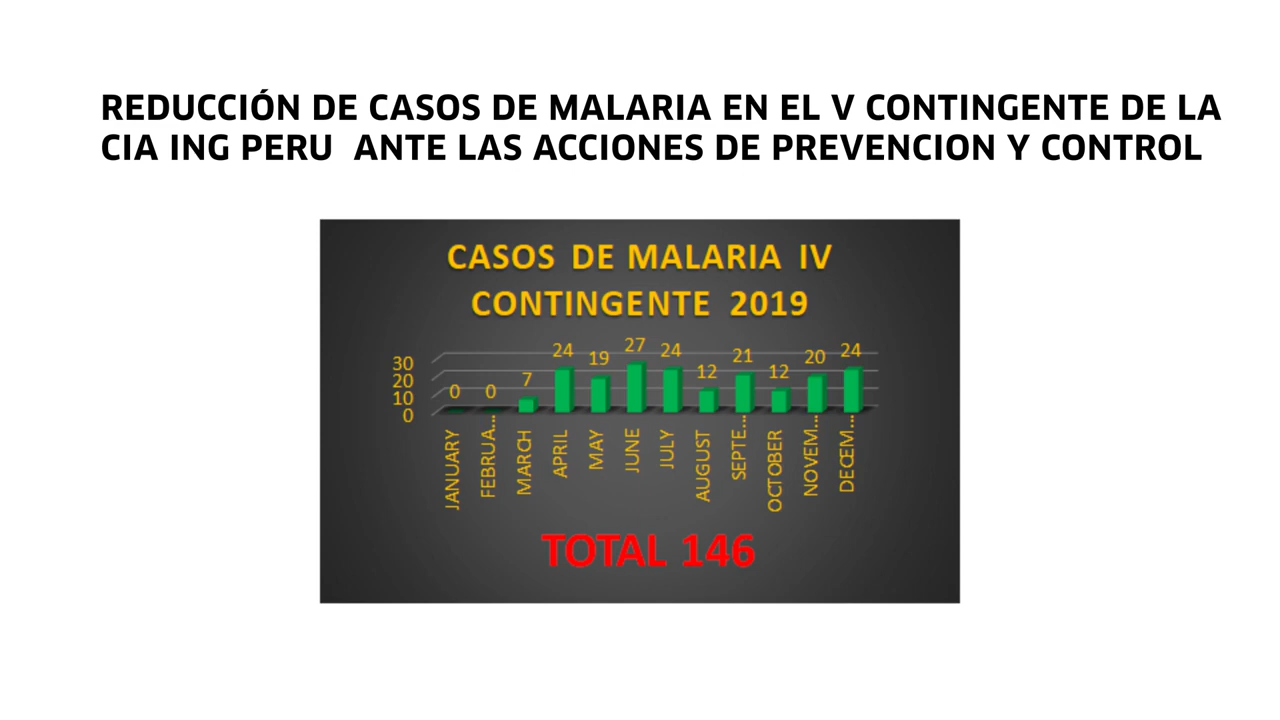 REDUCCIÓN DE CASOS DE MALARIA EN EL V CONTINGENTE DE LA
CIA ING PERU ANTE LAS ACCIONES DE PREVENCION Y CONTROL
CASOS DE MALARIA IV
CONTINGENTE 2019
30
20
10
0
0
0
7
24
19
27
24
12
21
12
20
24
JANUARY
FEBRUA...
MARCH
APRIL
MAY
JUNE
JULY
AUGUST
SEPTE...
OCTOBER
NOVEM...
DECEM...
TOTAL 146